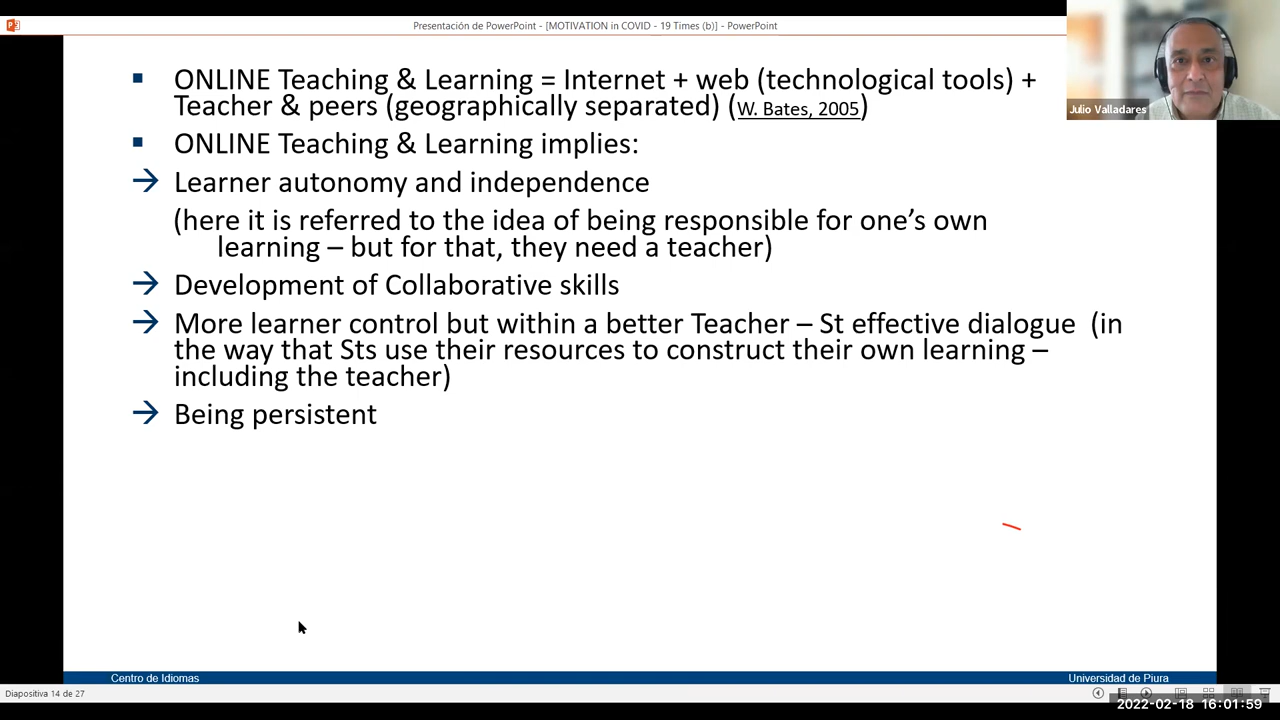 Presentación de PowerPoint - [MOTIVATION in COVID - 19 Times (b)] - PowerPoint
▪ ONLINE Teaching & Learning = Internet + web (technological tools) +
Teacher & peers (geographically separated) (W. Bates, 2005)
Julio Valladares
▪ ONLINE Teaching & Learning implies:
→ Learner autonomy and independence
(here it is referred to the idea of being responsible for one’s own
learning – but for that, they need a teacher)
→ Development of Collaborative skills
→ More learner control but within a better Teacher – St effective dialogue (in
the way that Sts use their resources to construct their own learning –
including the teacher)
→ Being persistent
Centro de Idiomas
Universidad de Piura
Diapositiva 14 de 27
2022-02-18 16:01:59